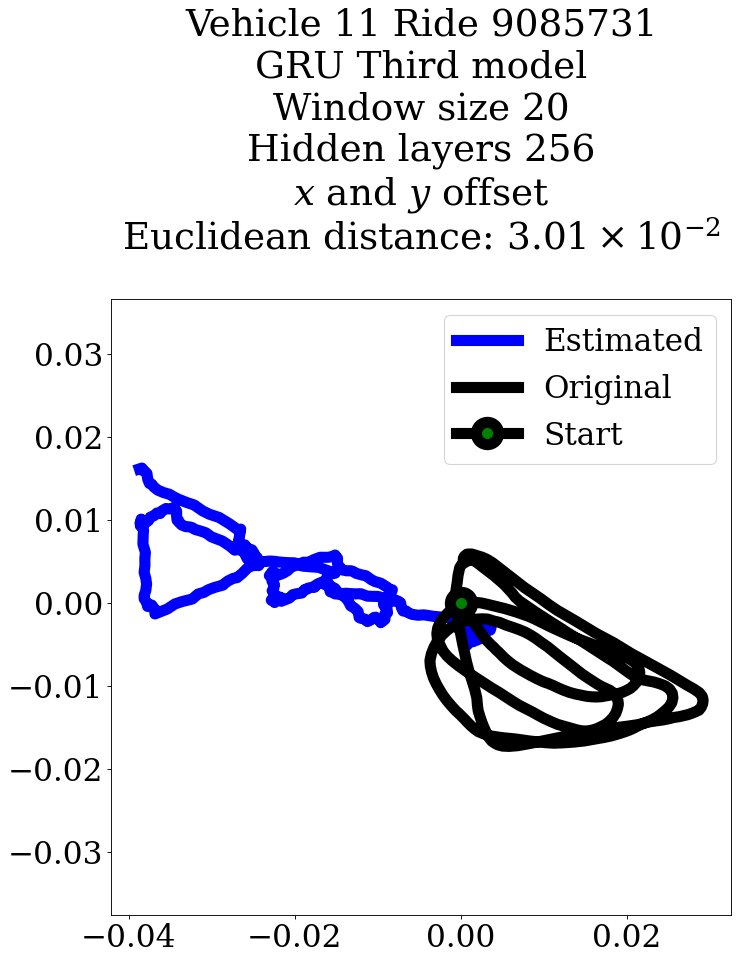 Vehicle 11 Ride 9085731
GRU Third model
Window size 20
Hidden layers 256
x and y offset
Euclidean distance: 3.01 × 10⁻²
Estimated
Original
Start
0.03
0.02
0.01
0.00
−0.01
−0.02
−0.03
−0.04 −0.02 0.00 0.02